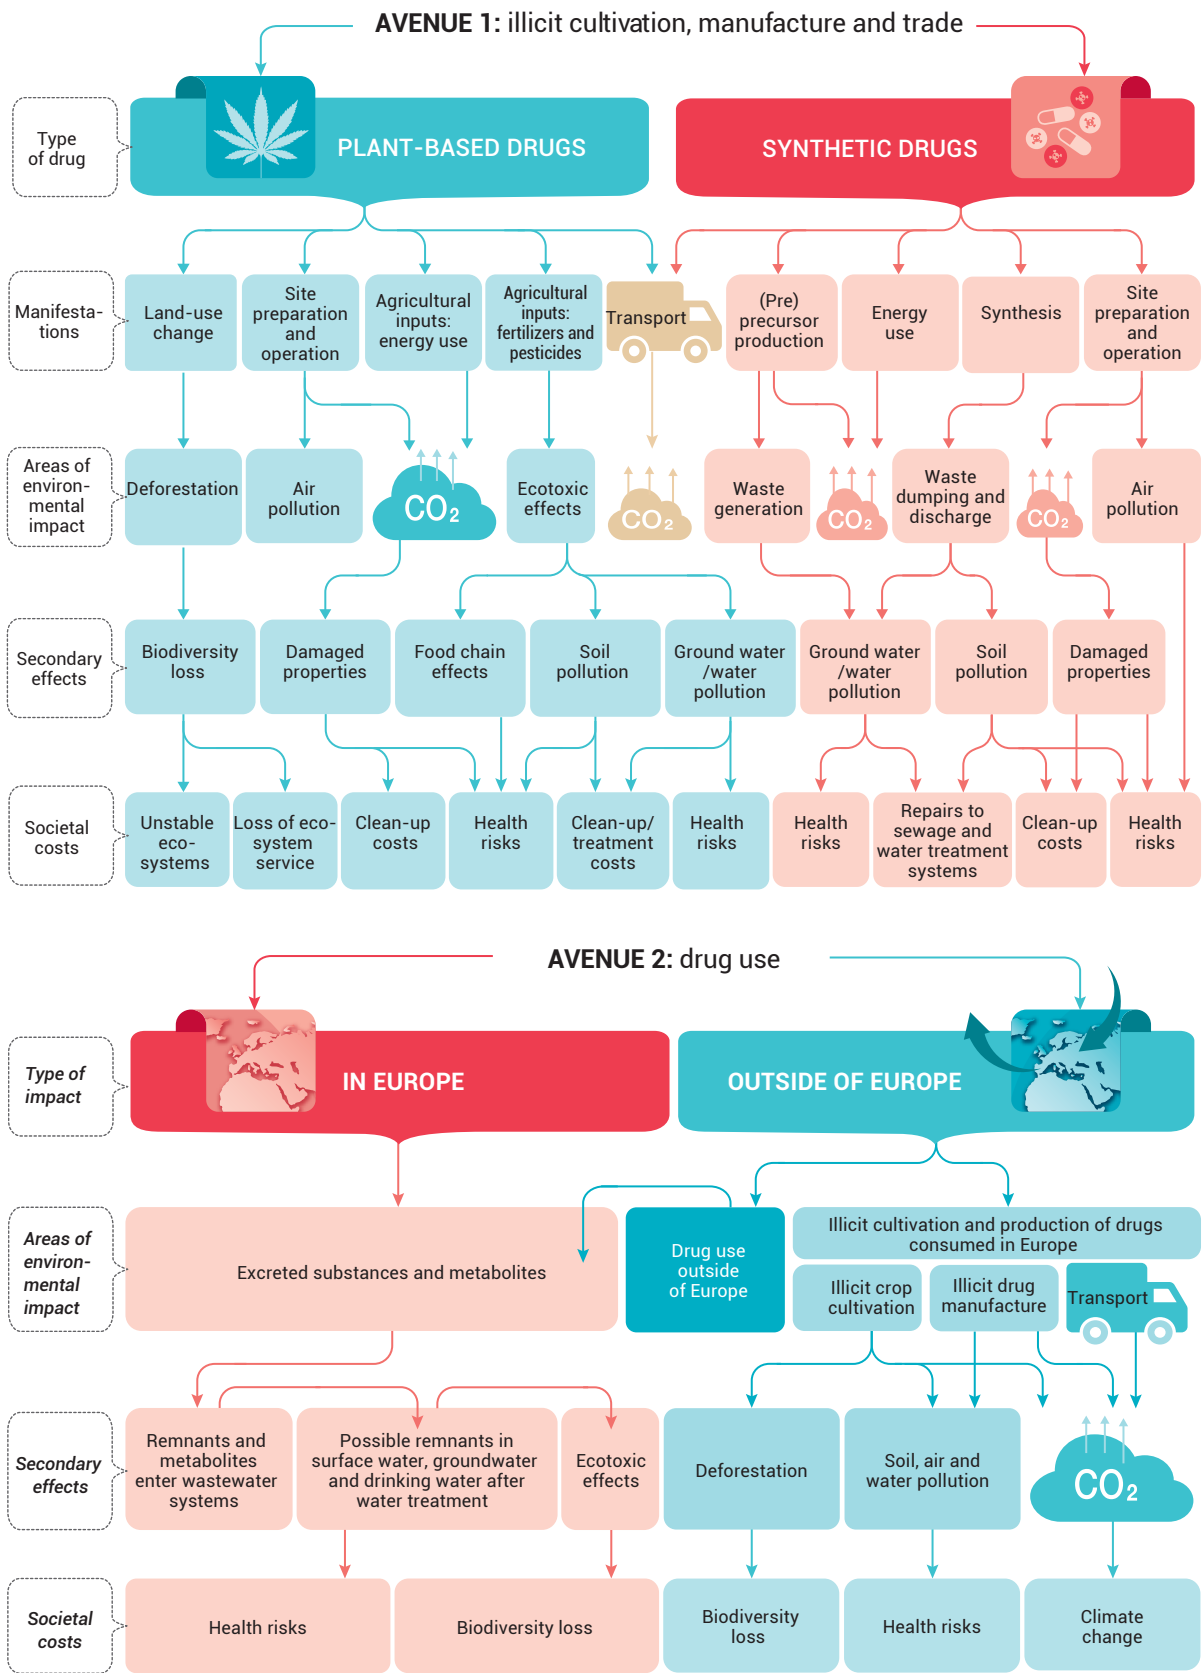 AVENUE 1: illicit cultivation, manufacture and trade
Type
of drug
PLANT-BASED DRUGS
SYNTHETIC DRUGS
Manifesta-
tions
Land-use
change
Site
preparation
and
operation
Agricultural
inputs:
energy use
Agricultural
inputs:
fertilizers and
pesticides
Transport
(Pre)
precursor
production
Energy
use
Synthesis
Site
preparation
and
operation
Areas of
environ-
mental
impact
Deforestation
Air
pollution
CO2
Ecotoxic
effects
CO2
Waste
generation
CO2
Waste
dumping and
discharge
CO2
Air
pollution
Secondary
effects
Biodiversity
loss
Damaged
properties
Food chain
effects
Soil
pollution
Ground water
/water
pollution
Ground water
/water
pollution
Soil
pollution
Damaged
properties
Societal
costs
Unstable
eco-
systems
Loss of eco-
system
service
Clean-up
costs
Health
risks
Clean-up/
treatment
costs
Health
risks
Health
risks
Repairs to
sewage and
water treatment
systems
Clean-up
costs
Health
risks
AVENUE 2: drug use
Type of
impact
IN EUROPE
OUTSIDE OF EUROPE
Areas of
environ-
mental
impact
Excreted substances and metabolites
Drug use
outside
of Europe
Illicit cultivation and production of drugs
consumed in Europe
Illicit crop
cultivation
Illicit drug
manufacture
Transport
Secondary
effects
Remnants and
metabolites
enter wastewater
systems
Possible remnants in
surface water, groundwater
and drinking water after
water treatment
Ecotoxic
effects
Deforestation
Soil, air and
water pollution
CO2
Societal
costs
Health risks
Biodiversity loss
Biodiversity
loss
Health risks
Climate
change